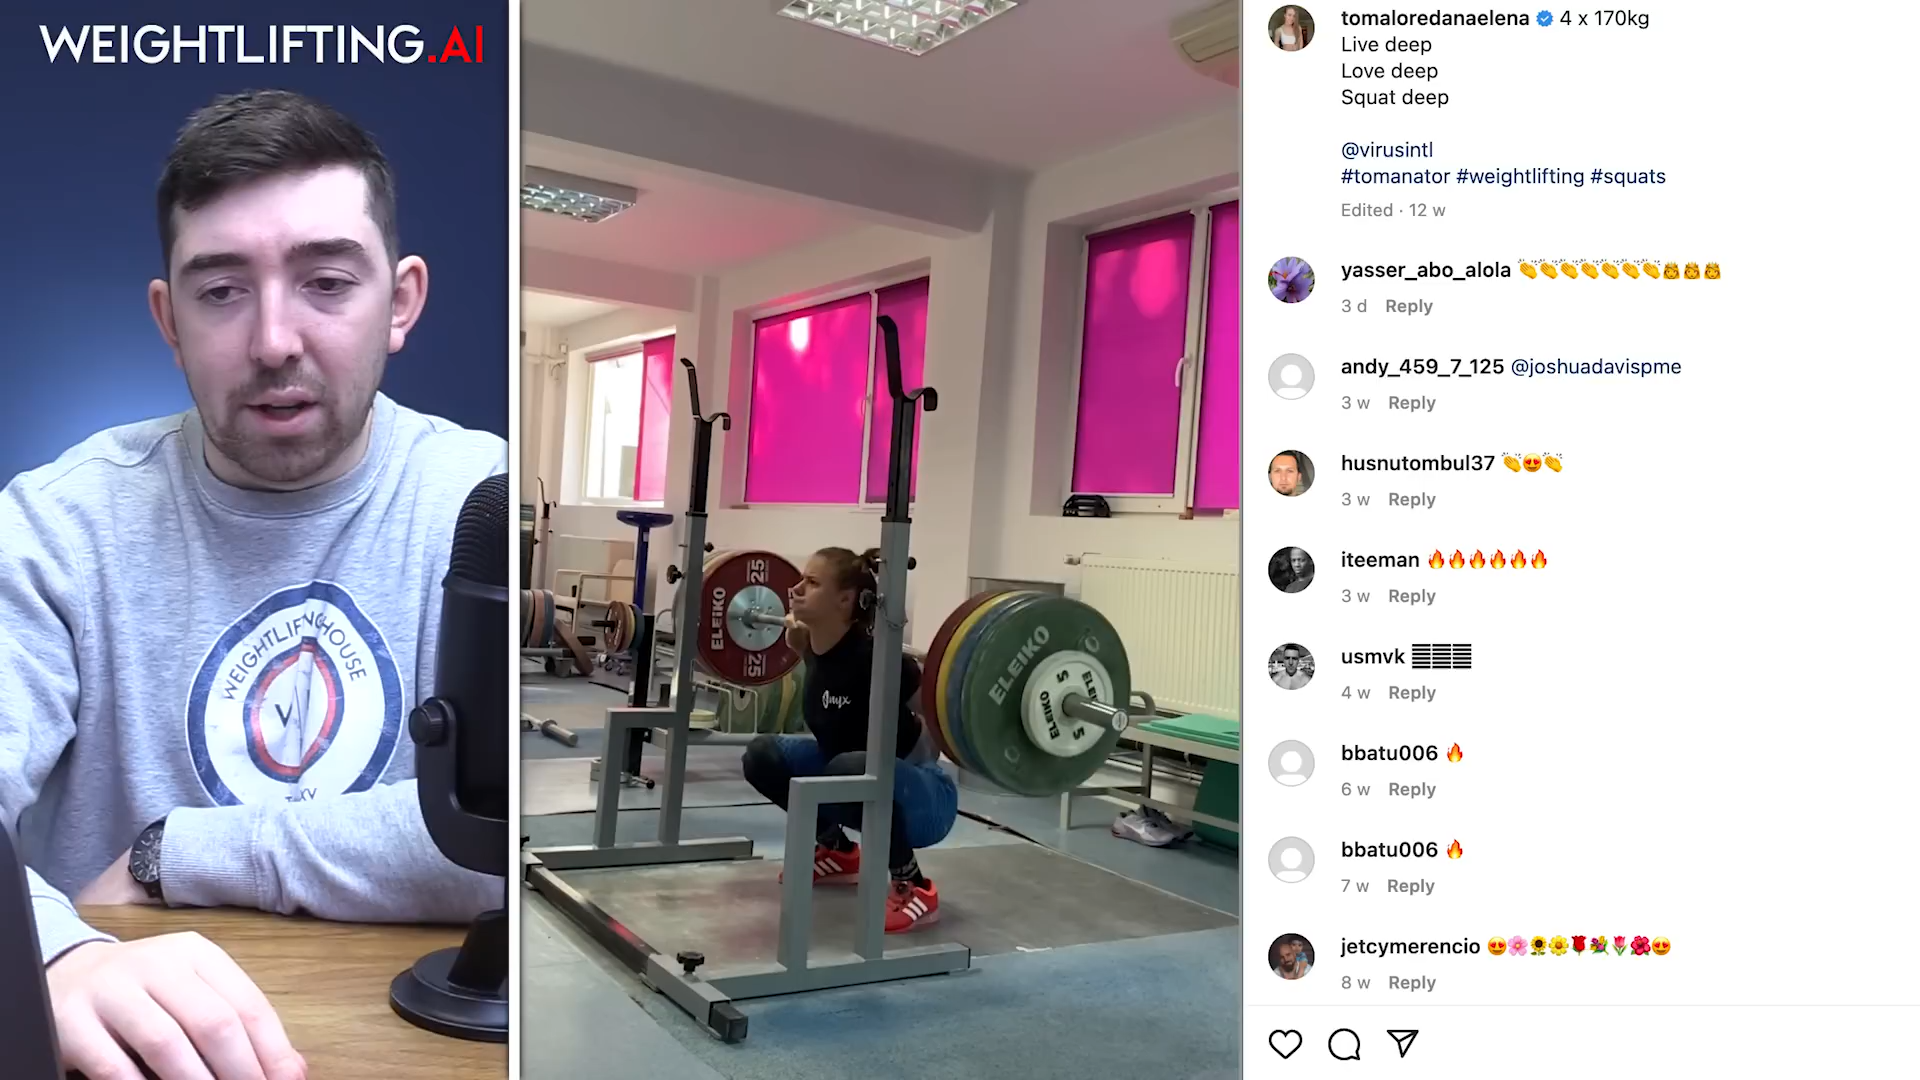 WEIGHTLIFTING.AI
WEIGHTLIFTING HOUSE
ELEIKO
25
25
Onyx
ELEIKO
ELEIKO
5
5
tomaloredanaelena 4 x 170kg
Live deep
Love deep
Squat deep
@virusintl
#tomanator #weightlifting #squats
Edited · 12 w
yasser_abo_alola 👏👏👏👏👏👏👏👸👸👸
3 d Reply
andy_459_7_125 @joshuadavispme
3 w Reply
husnutombul37 👏😍👏
3 w Reply
iteeman 🔥🔥🔥🔥🔥🔥
3 w Reply
usmvk
4 w Reply
bbatu006 🔥
6 w Reply
bbatu006 🔥
7 w Reply
jetcymerencio 😍🌸🌻🌼🌹💐🌷🌺😍
8 w Reply